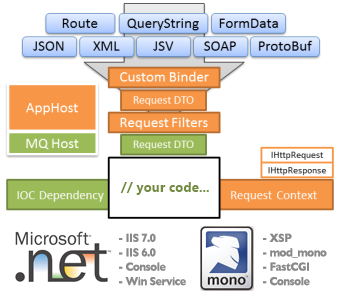 Route QueryString FormData
JSON XML JSV SOAP ProtoBuf
Custom Binder
Request DTO
AppHost
Request Filters
MQ Host
Request DTO
IHttpRequest
IHttpResponse
IOC Dependency
// your code...
Request Context
Microsoft®
.net™
- IIS 7.0
- IIS 6.0
- Console
- Win Service
mono™
- XSP
- mod_mono
- FastCGI
- Console